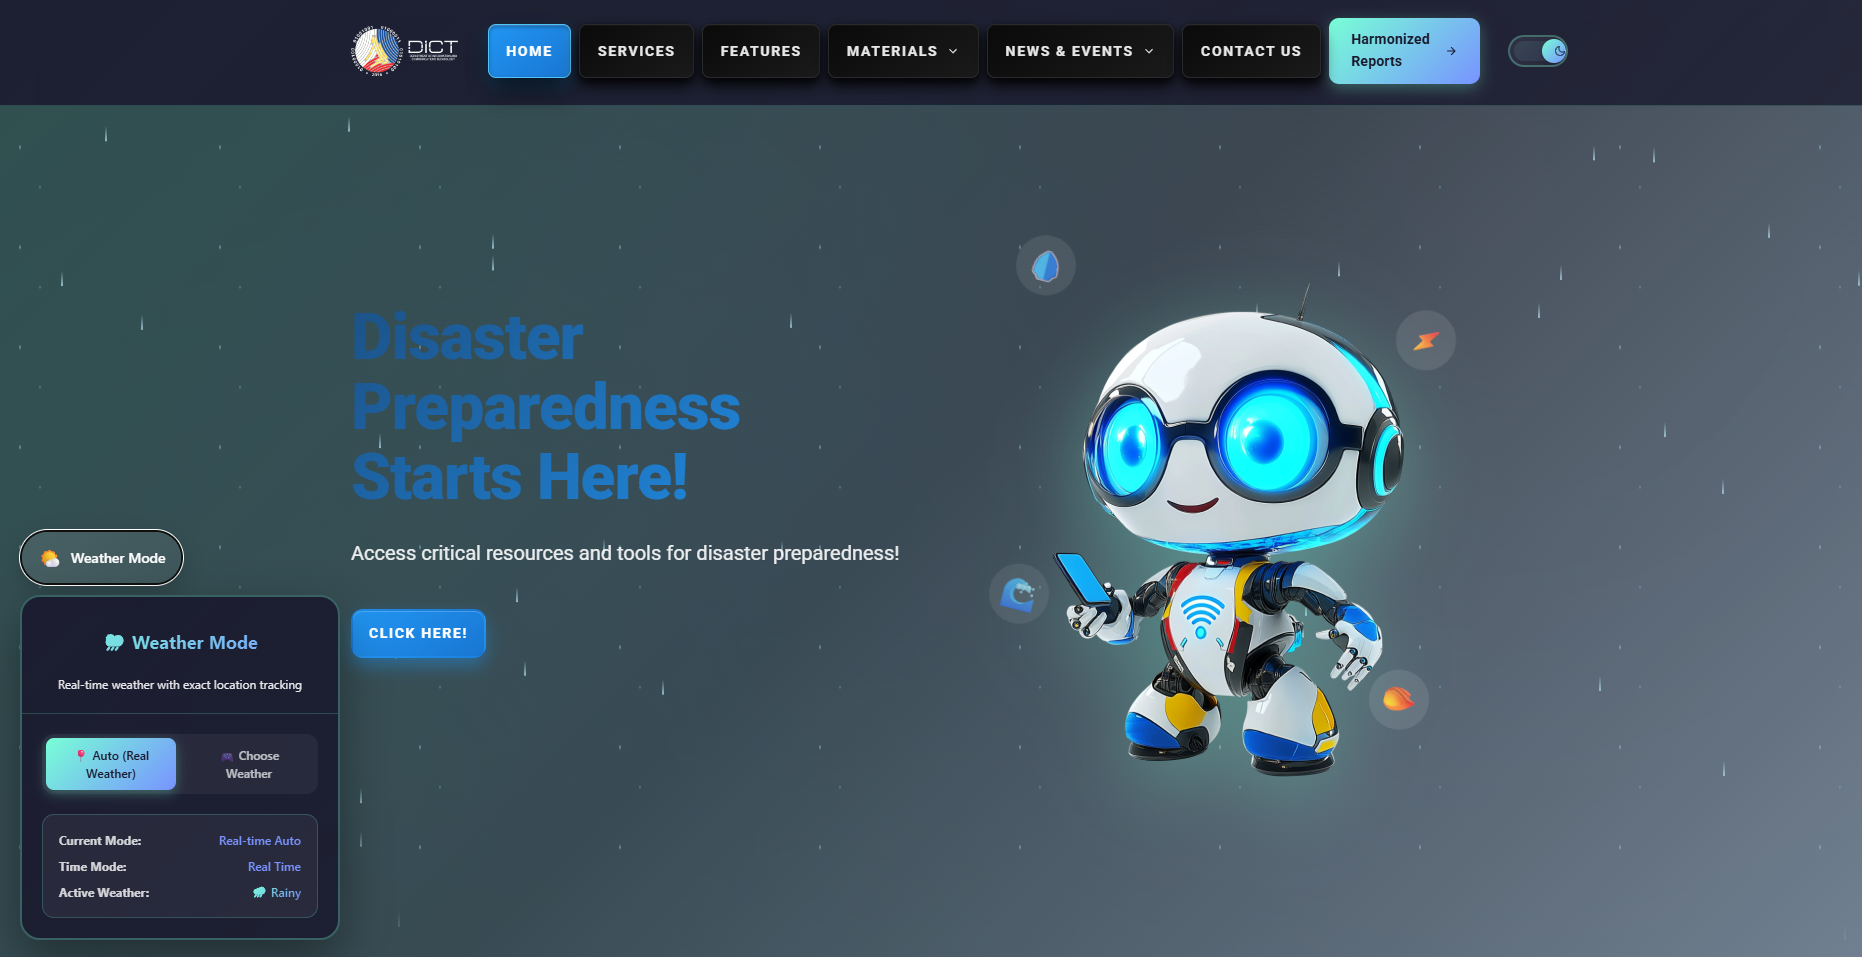 DICT
HOME
SERVICES
FEATURES
MATERIALS
NEWS & EVENTS
CONTACT US
Harmonized
Reports
Disaster
Preparedness
Starts Here!
Access critical resources and tools for disaster preparedness!
CLICK HERE!
Weather Mode
Weather Mode
Real-time weather with exact location tracking
Auto (Real
Weather)
Choose
Weather
Current Mode: Real-time Auto
Time Mode: Real Time
Active Weather: Rainy